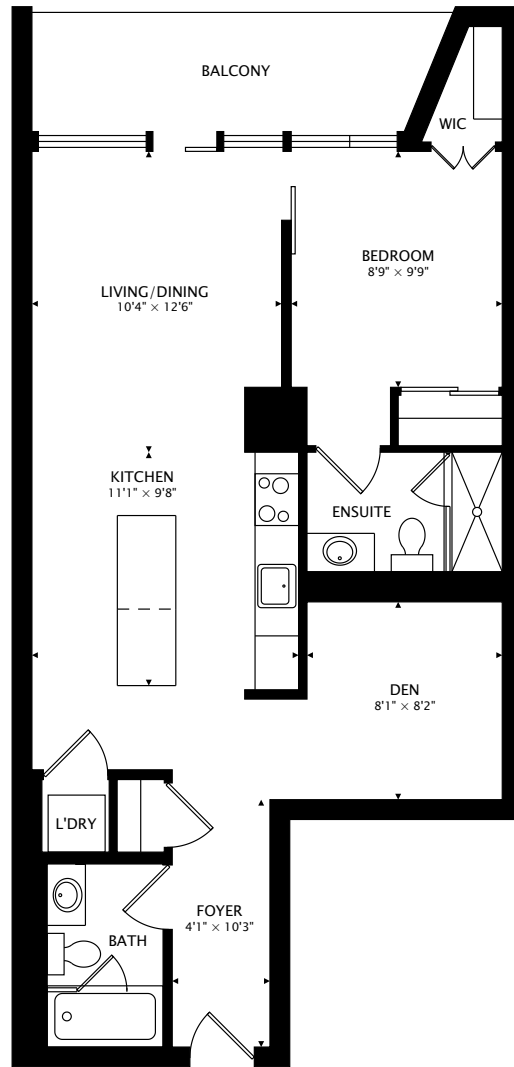 BALCONY
WIC
BEDROOM
8'9" × 9'9"
LIVING/DINING
10'4" × 12'6"
KITCHEN
11'1" × 9'8"
ENSUITE
DEN
8'1" × 8'2"
L'DRY
FOYER
4'1" × 10'3"
BATH